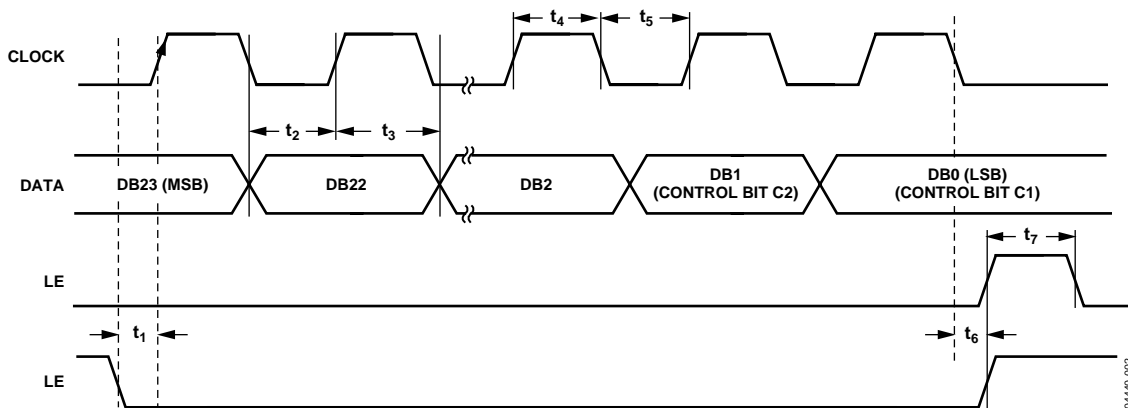 t4
t5
CLOCK
t2
t3
DATA
DB23 (MSB)
DB22
DB2
DB1
(CONTROL BIT C2)
DB0 (LSB)
(CONTROL BIT C1)
t7
LE
t1
t6
LE